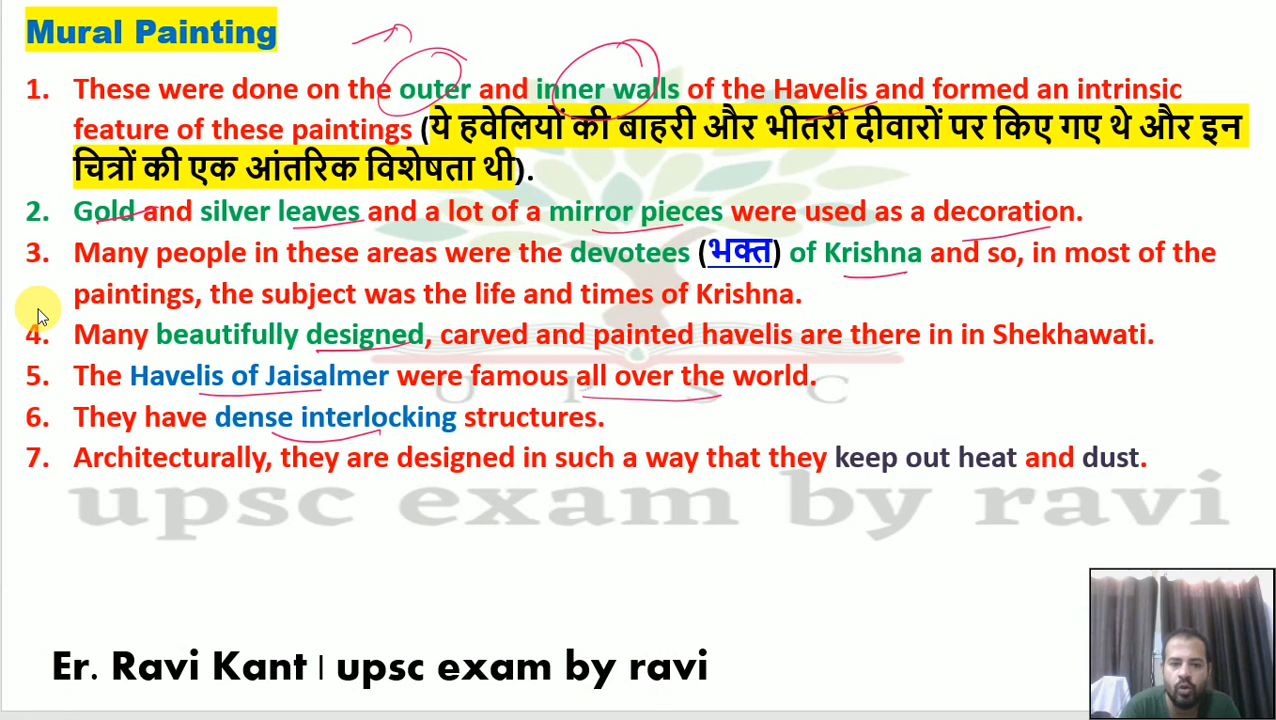 Mural Painting
1. These were done on the outer and inner walls of the Havelis and formed an intrinsic
feature of these paintings (ये हवेलियों की बाहरी और भीतरी दीवारों पर किए गए थे और इन
चित्रों की एक आंतरिक विशेषता थी).
2. Gold and silver leaves and a lot of a mirror pieces were used as a decoration.
3. Many people in these areas were the devotees (भक्त) of Krishna and so, in most of the
paintings, the subject was the life and times of Krishna.
4. Many beautifully designed, carved and painted havelis are there in in Shekhawati.
5. The Havelis of Jaisalmer were famous all over the world.
UPSC
6. They have dense interlocking structures.
7. Architecturally, they are designed in such a way that they keep out heat and dust.
upsc exam by ravi
Er. Ravi Kant | upsc exam by ravi